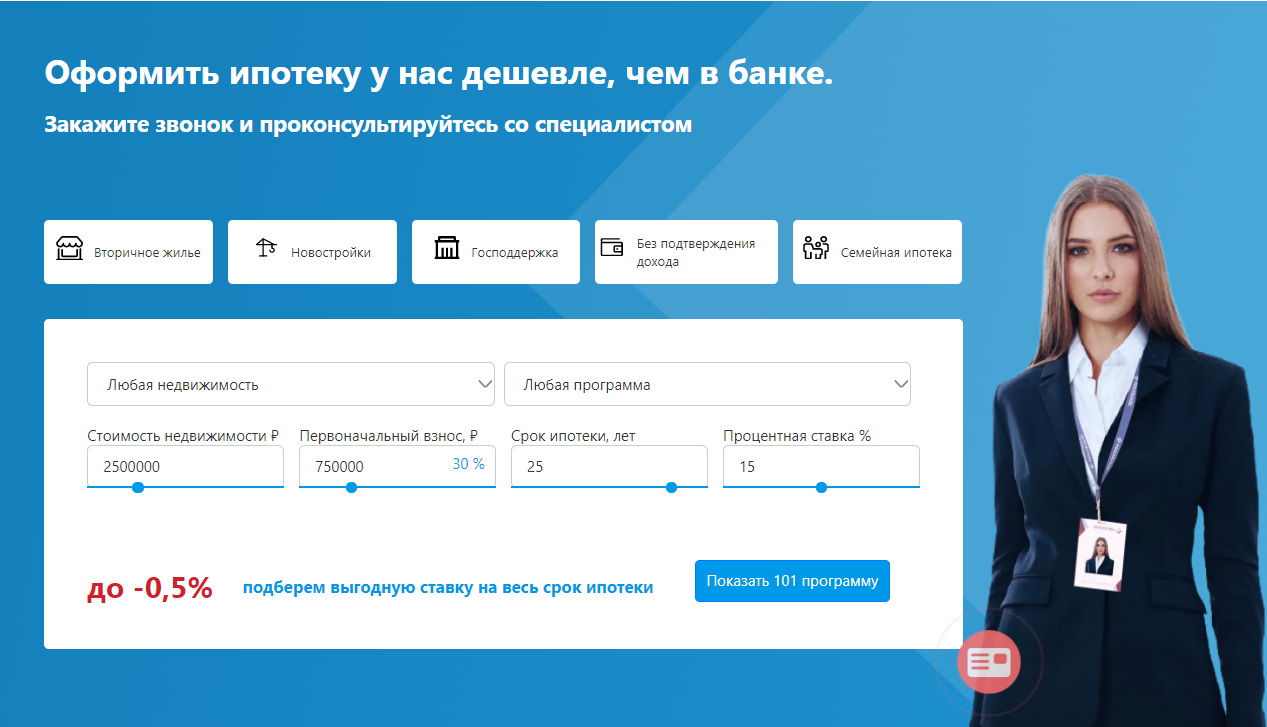 Оформить ипотеку у нас дешевле, чем в банке.
Закажите звонок и проконсультируйтесь со специалистом
Вторичное жилье
Новостройки
Господдержка
Без подтверждения
дохода
Семейная ипотека
Любая недвижимость
Любая программа
Стоимость недвижимости ₽
Первоначальный взнос, ₽
Срок ипотеки, лет
Процентная ставка %
2500000
750000
30 %
25
15
до -0,5%
подберем выгодную ставку на весь срок ипотеки
Показать 101 программу